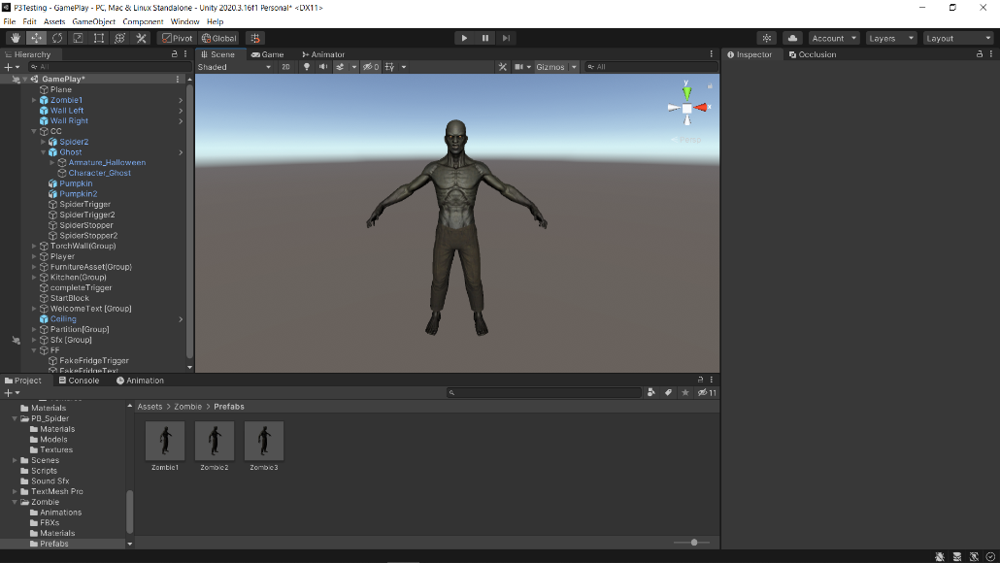 P3Testing - GamePlay - PC, Mac & Linux Standalone - Unity 2020.3.16f1 Personal* <DX11>
File Edit Assets GameObject Component Window Help
Pivot Global Account Layers Layout
Hierarchy
All
GamePlay*
Plane
Zombie1
Wall Left
Wall Right
CC
Spider2
Ghost
Armature_Halloween
Character_Ghost
Pumpkin
Pumpkin2
SpiderTrigger
SpiderTrigger2
SpiderStopper
SpiderStopper2
TorchWall(Group)
Player
FurnitureAsset(Group)
Kitchen(Group)
completeTrigger
StartBlock
WelcomeText [Group]
Ceiling
Partition[Group]
Sfx [Group]
FF
FakeFridgeTrigger
FakeFridgeText
Scene Game Animator
Shaded 2D 0 Gizmos All
y
x
Persp
Inspector Occlusion
Project Console Animation
11
Materials
PB_Spider
Materials
Models
Textures
Scenes
Scripts
Sound Sfx
TextMesh Pro
Zombie
Animations
FBXs
Materials
Prefabs
Assets > Zombie > Prefabs
Zombie1 Zombie2 Zombie3